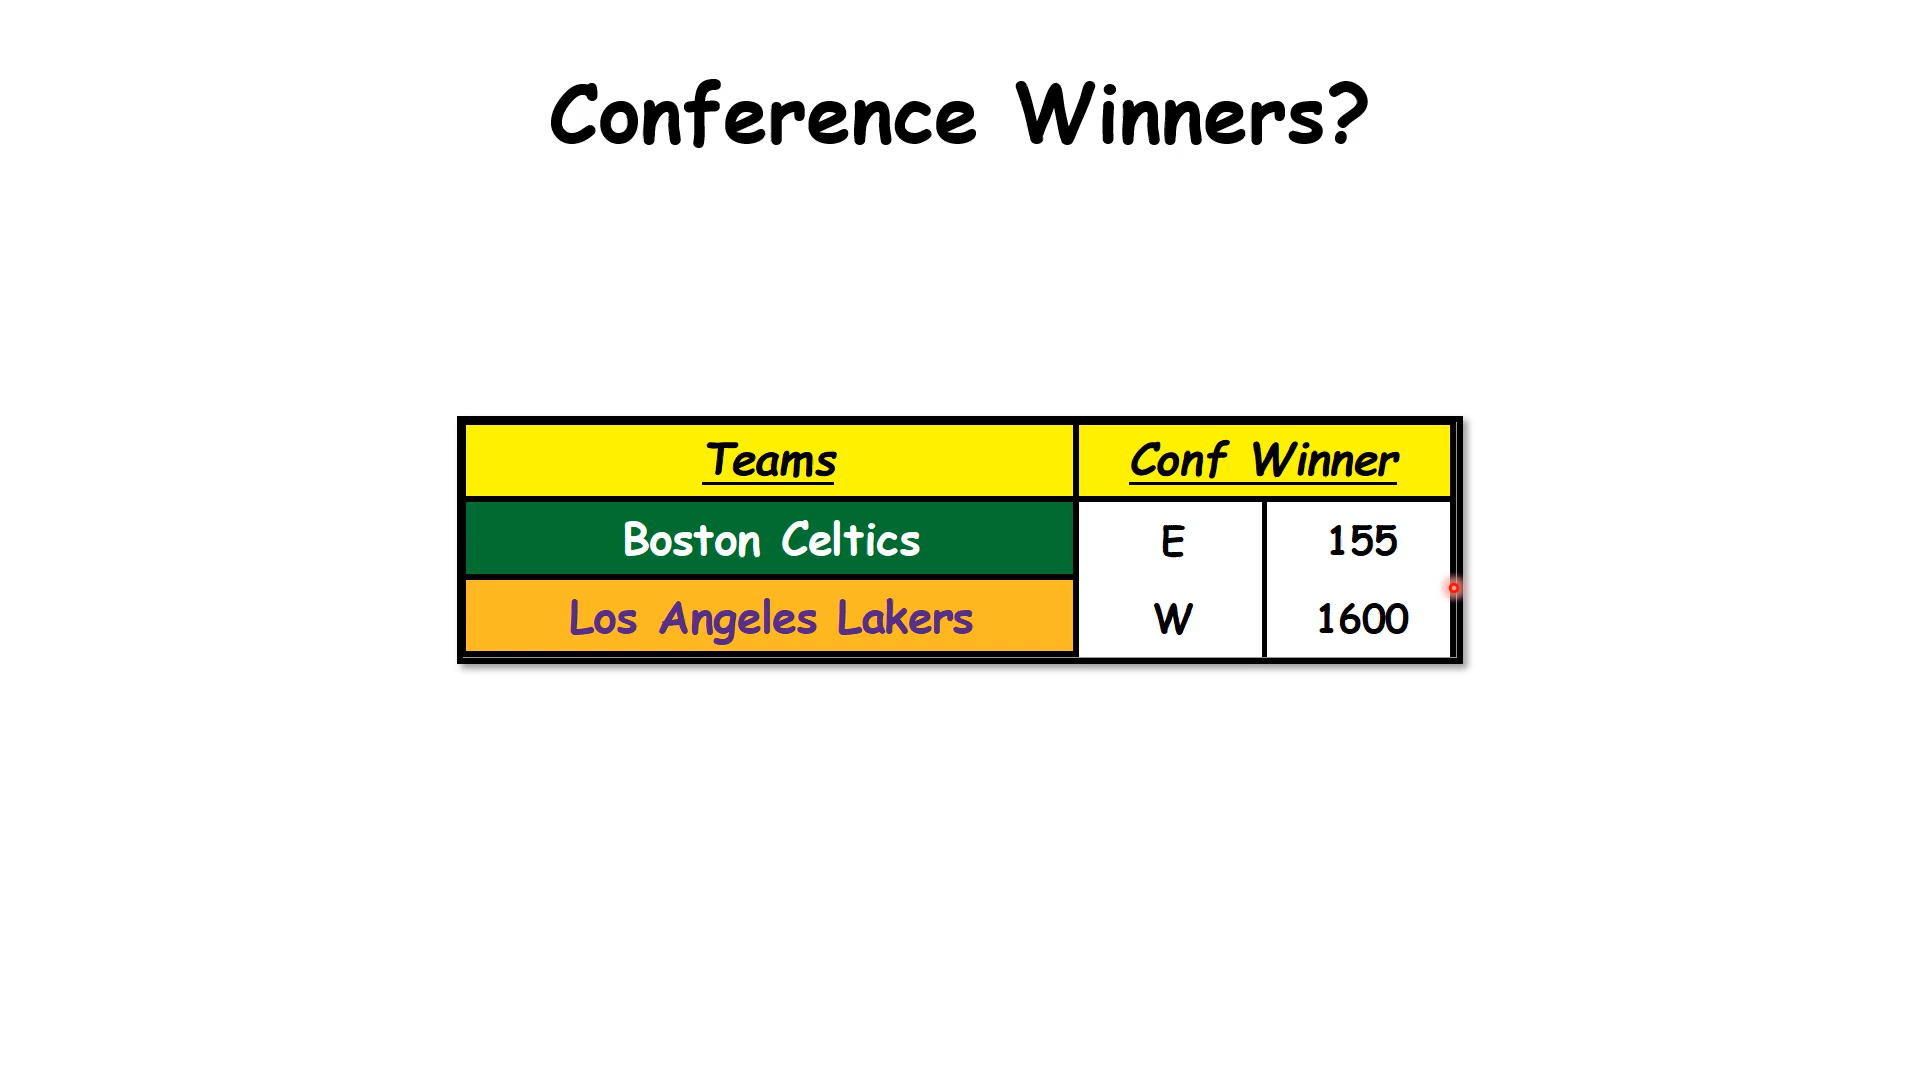 Conference Winners?
Teams Conf Winner
Boston Celtics E 155
Los Angeles Lakers W 1600